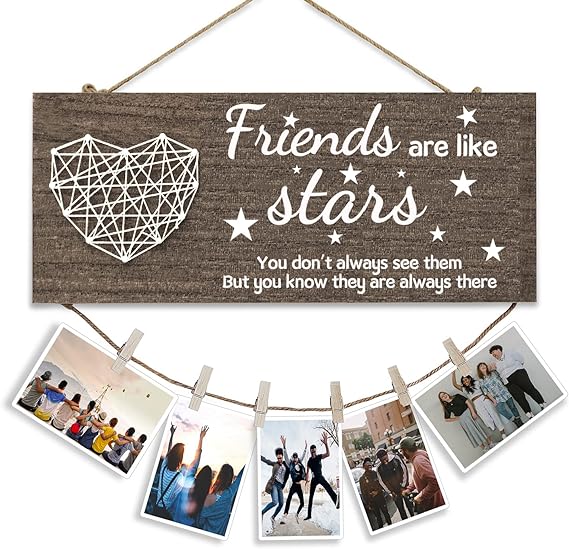 Friends are like
stars
You don't always see them
But you know they are always there